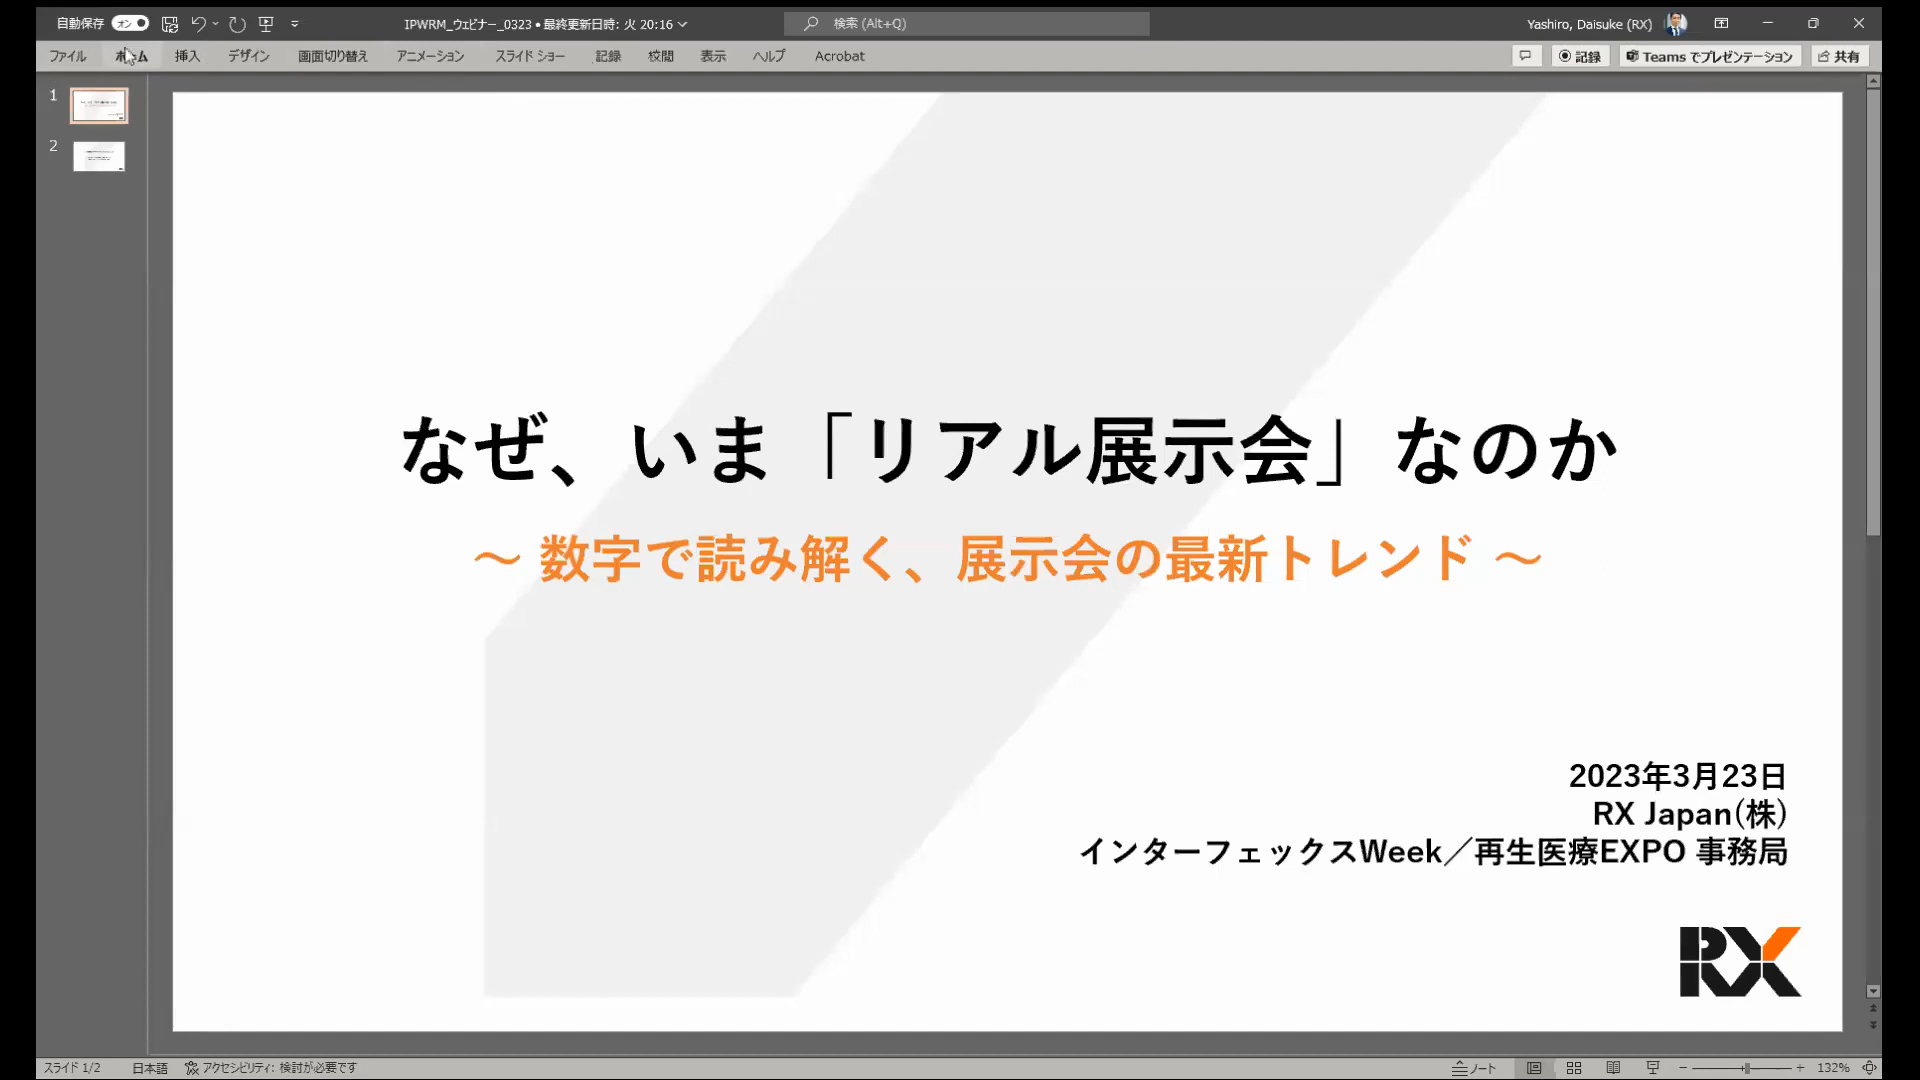 自動保存 オン
IPWRM_ウェビナー_0323 • 最終更新日時: 火 20:16
検索 (Alt+Q)
Yashiro, Daisuke (RX)
ファイル ホーム 挿入 デザイン 画面切り替え アニメーション スライド ショー 記録 校閲 表示 ヘルプ Acrobat
記録 Teams でプレゼンテーション 共有
1
2
なぜ、いま「リアル展示会」なのか
～ 数字で読み解く、展示会の最新トレンド ～
2023年3月23日
RX Japan(株)
インターフェックスWeek／再生医療EXPO 事務局
RX
スライド 1/2 日本語 アクセシビリティ: 検討が必要です
ノート 132%